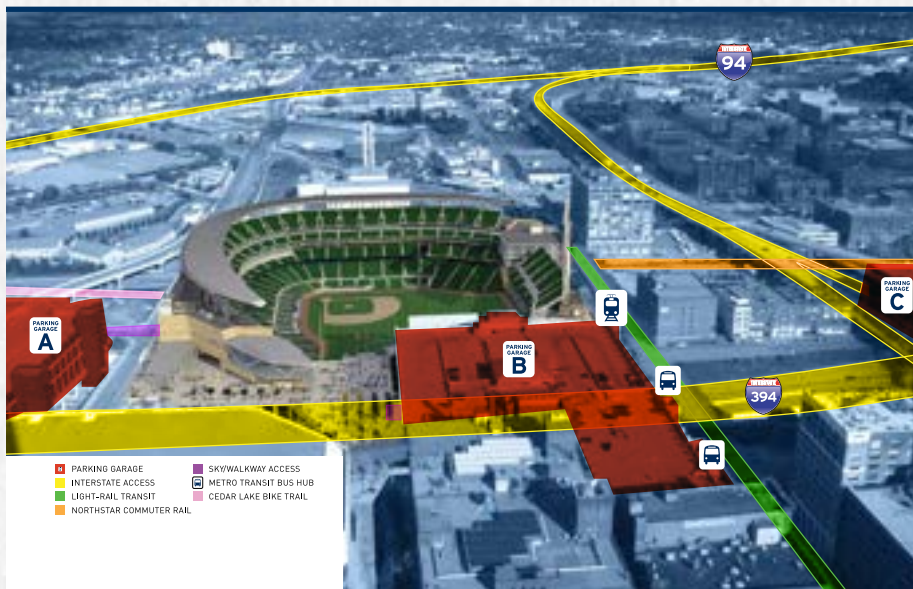 INTERSTATE
94
PARKING
GARAGE
C
PARKING
GARAGE
A
PARKING
GARAGE
B
INTERSTATE
394
PARKING GARAGE
INTERSTATE ACCESS
LIGHT-RAIL TRANSIT
NORTHSTAR COMMUTER RAIL
SKY/WALKWAY ACCESS
METRO TRANSIT BUS HUB
CEDAR LAKE BIKE TRAIL